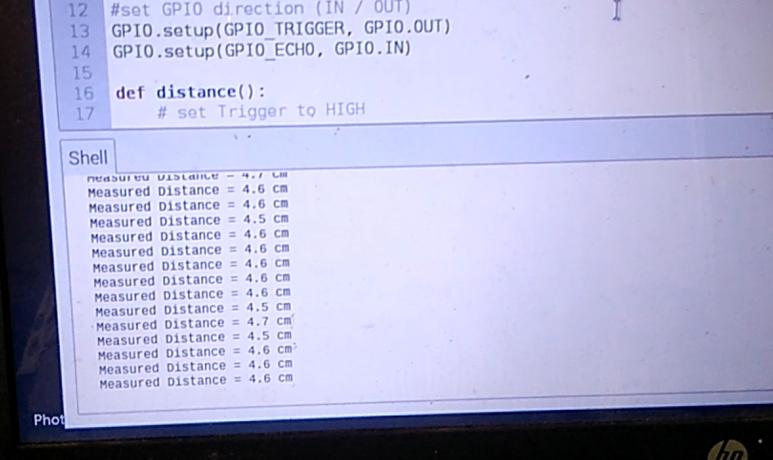 12 #set GPIO direction (IN / OUT)
13 GPIO.setup(GPIO_TRIGGER, GPIO.OUT)
14 GPIO.setup(GPIO_ECHO, GPIO.IN)
15
16 def distance():
17 # set Trigger to HIGH
Shell
Measured Distance = 4.7 cm
Measured Distance = 4.6 cm
Measured Distance = 4.6 cm
Measured Distance = 4.5 cm
Measured Distance = 4.6 cm
Measured Distance = 4.6 cm
Measured Distance = 4.6 cm
Measured Distance = 4.6 cm
Measured Distance = 4.6 cm
Measured Distance = 4.5 cm
Measured Distance = 4.7 cm
Measured Distance = 4.5 cm
Measured Distance = 4.6 cm
Measured Distance = 4.6 cm
Measured Distance = 4.6 cm
Phot
hp